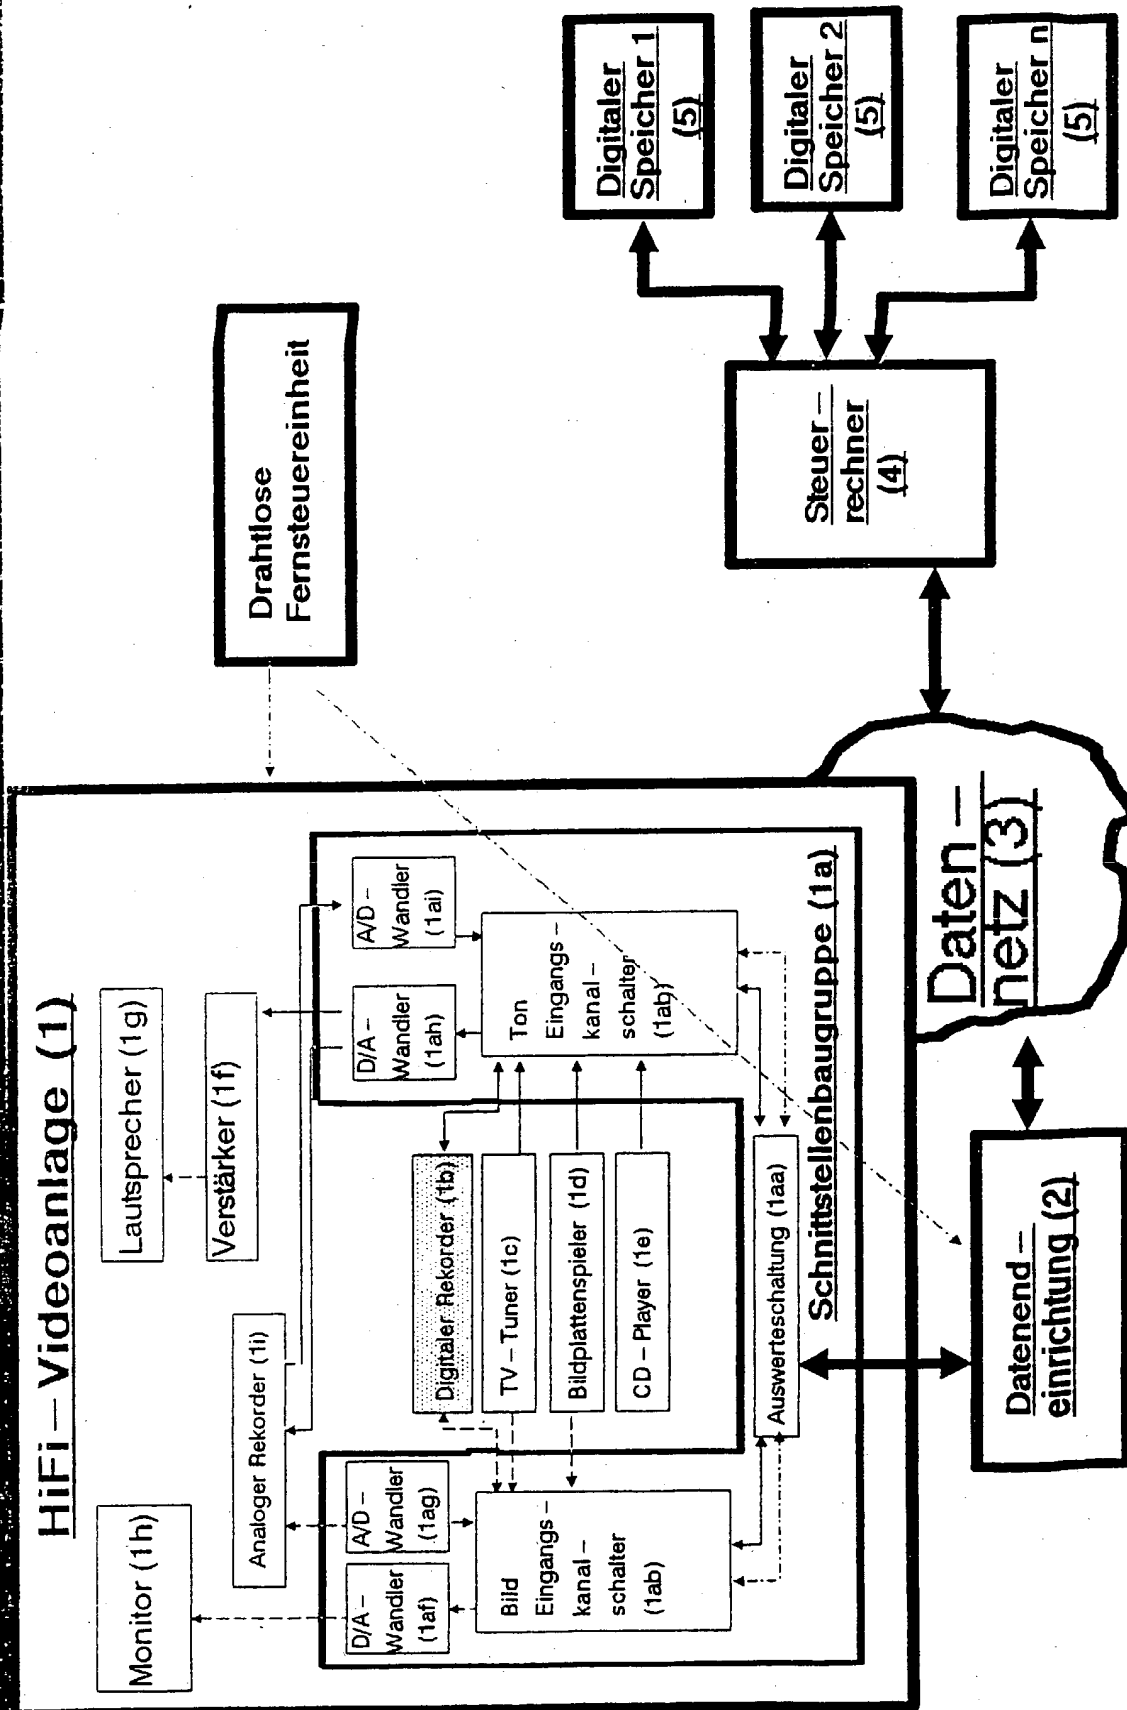 HiFi – Videoanlage (1)
Monitor (1h)
Lautsprecher (1g)
Verstärker (1f)
Analoger Rekorder (1i)
D/A –
Wandler
(1af)
A/D –
Wandler
(1ag)
D/A –
Wandler
(1ah)
A/D –
Wandler
(1ai)
Bild
Eingangs –
kanal –
schalter
(1ab)
Digitaler Rekorder (1b)
TV – Tuner (1c)
Bildplattenspieler (1d)
CD – Player (1e)
Ton
Eingangs –
kanal –
schalter
(1ab)
Auswerteschaltung (1aa)
Schnittstellenbaugruppe (1a)
Drahtlose
Fernsteuereinheit
Datenend –
einrichtung (2)
Daten –
netz (3)
Steuer –
rechner
(4)
Digitaler
Speicher 1
(5)
Digitaler
Speicher 2
(5)
Digitaler
Speicher n
(5)